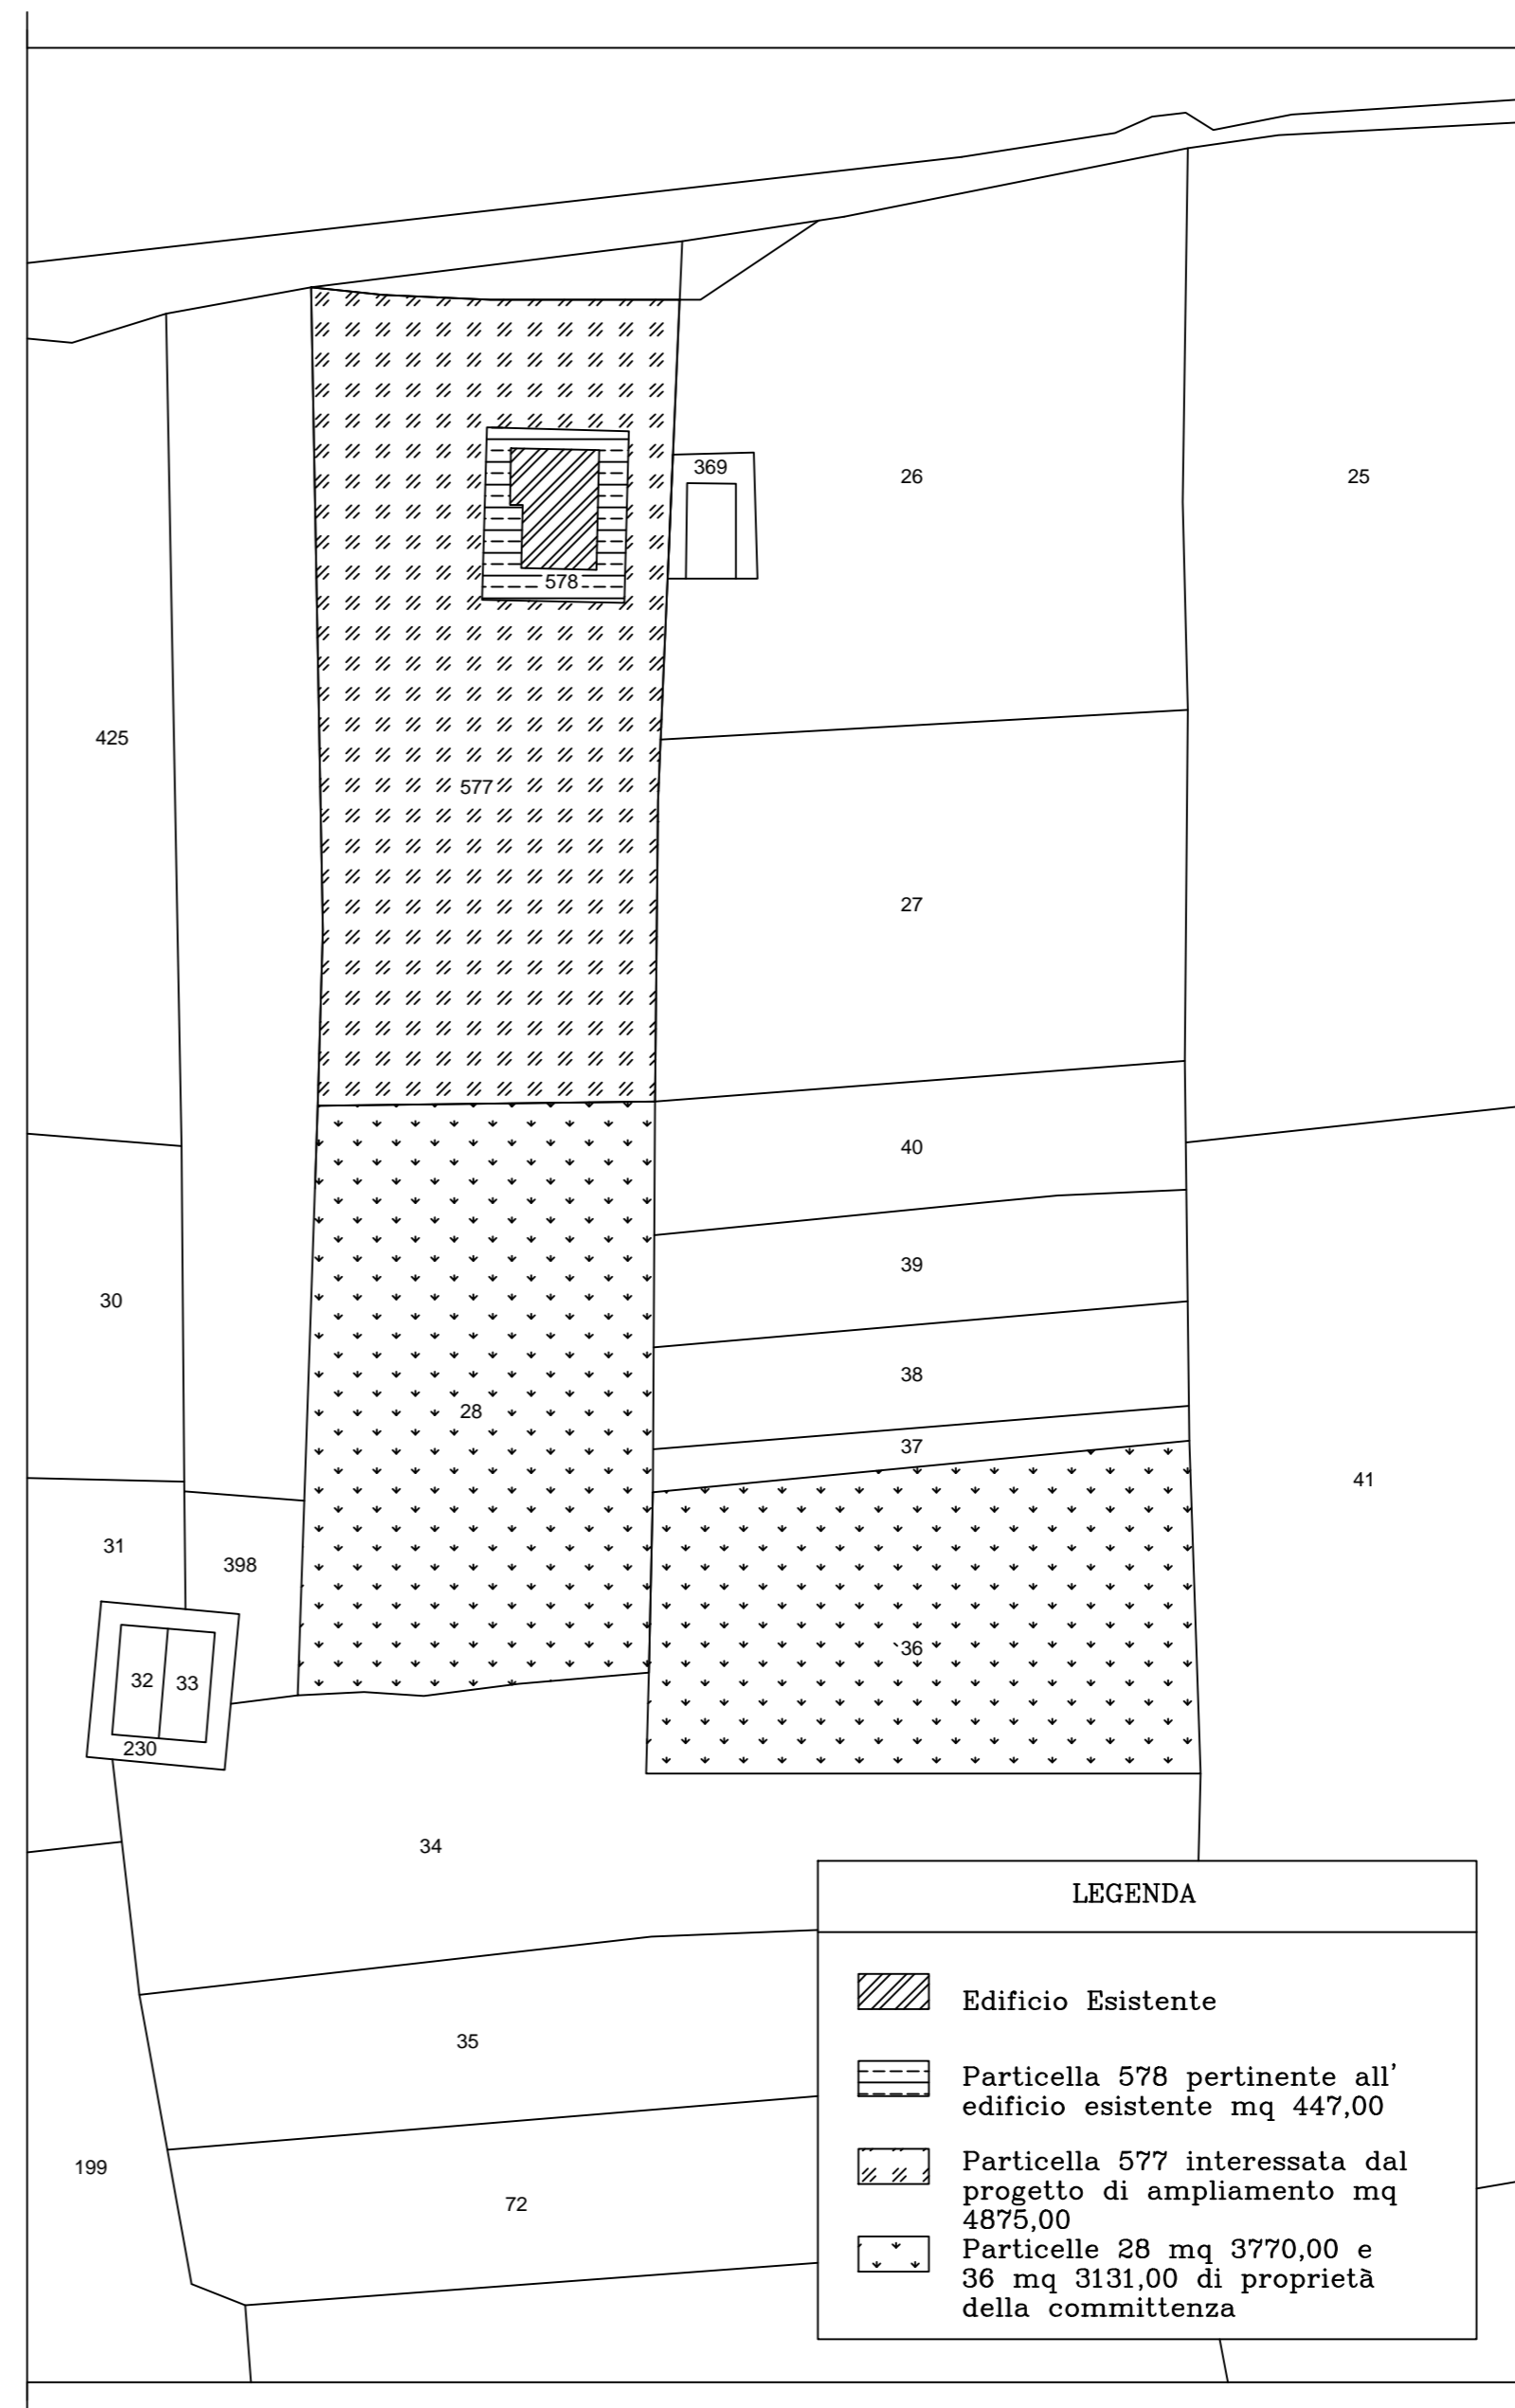 369
26
25
578
425
577
27
40
39
30
38
28
37
41
31
398
36
32
33
230
34
LEGENDA
Edificio Esistente
35
Particella 578 pertinente all'
edificio esistente mq 447,00
199
Particella 577 interessata dal
progetto di ampliamento mq
4875,00
72
Particelle 28 mq 3770,00 e
36 mq 3131,00 di proprietà
della committenza